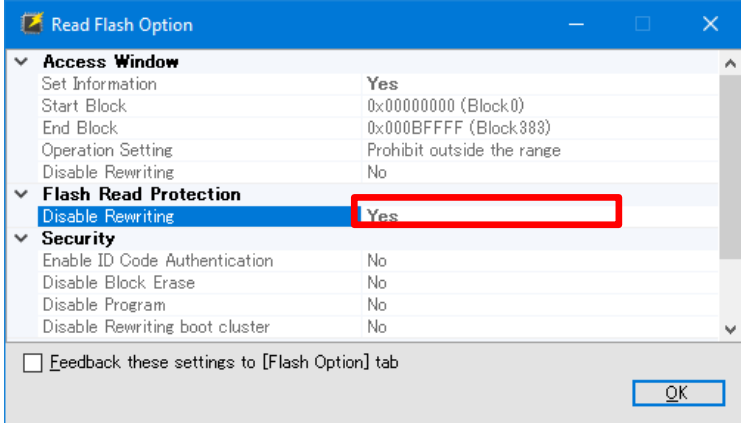 Read Flash Option
Access Window
Set Information Yes
Start Block 0x00000000 (Block0)
End Block 0x000BFFFF (Block383)
Operation Setting Prohibit outside the range
Disable Rewriting No
Flash Read Protection
Disable Rewriting Yes
Security
Enable ID Code Authentication No
Disable Block Erase No
Disable Program No
Disable Rewriting boot cluster No
Feedback these settings to [Flash Option] tab
OK